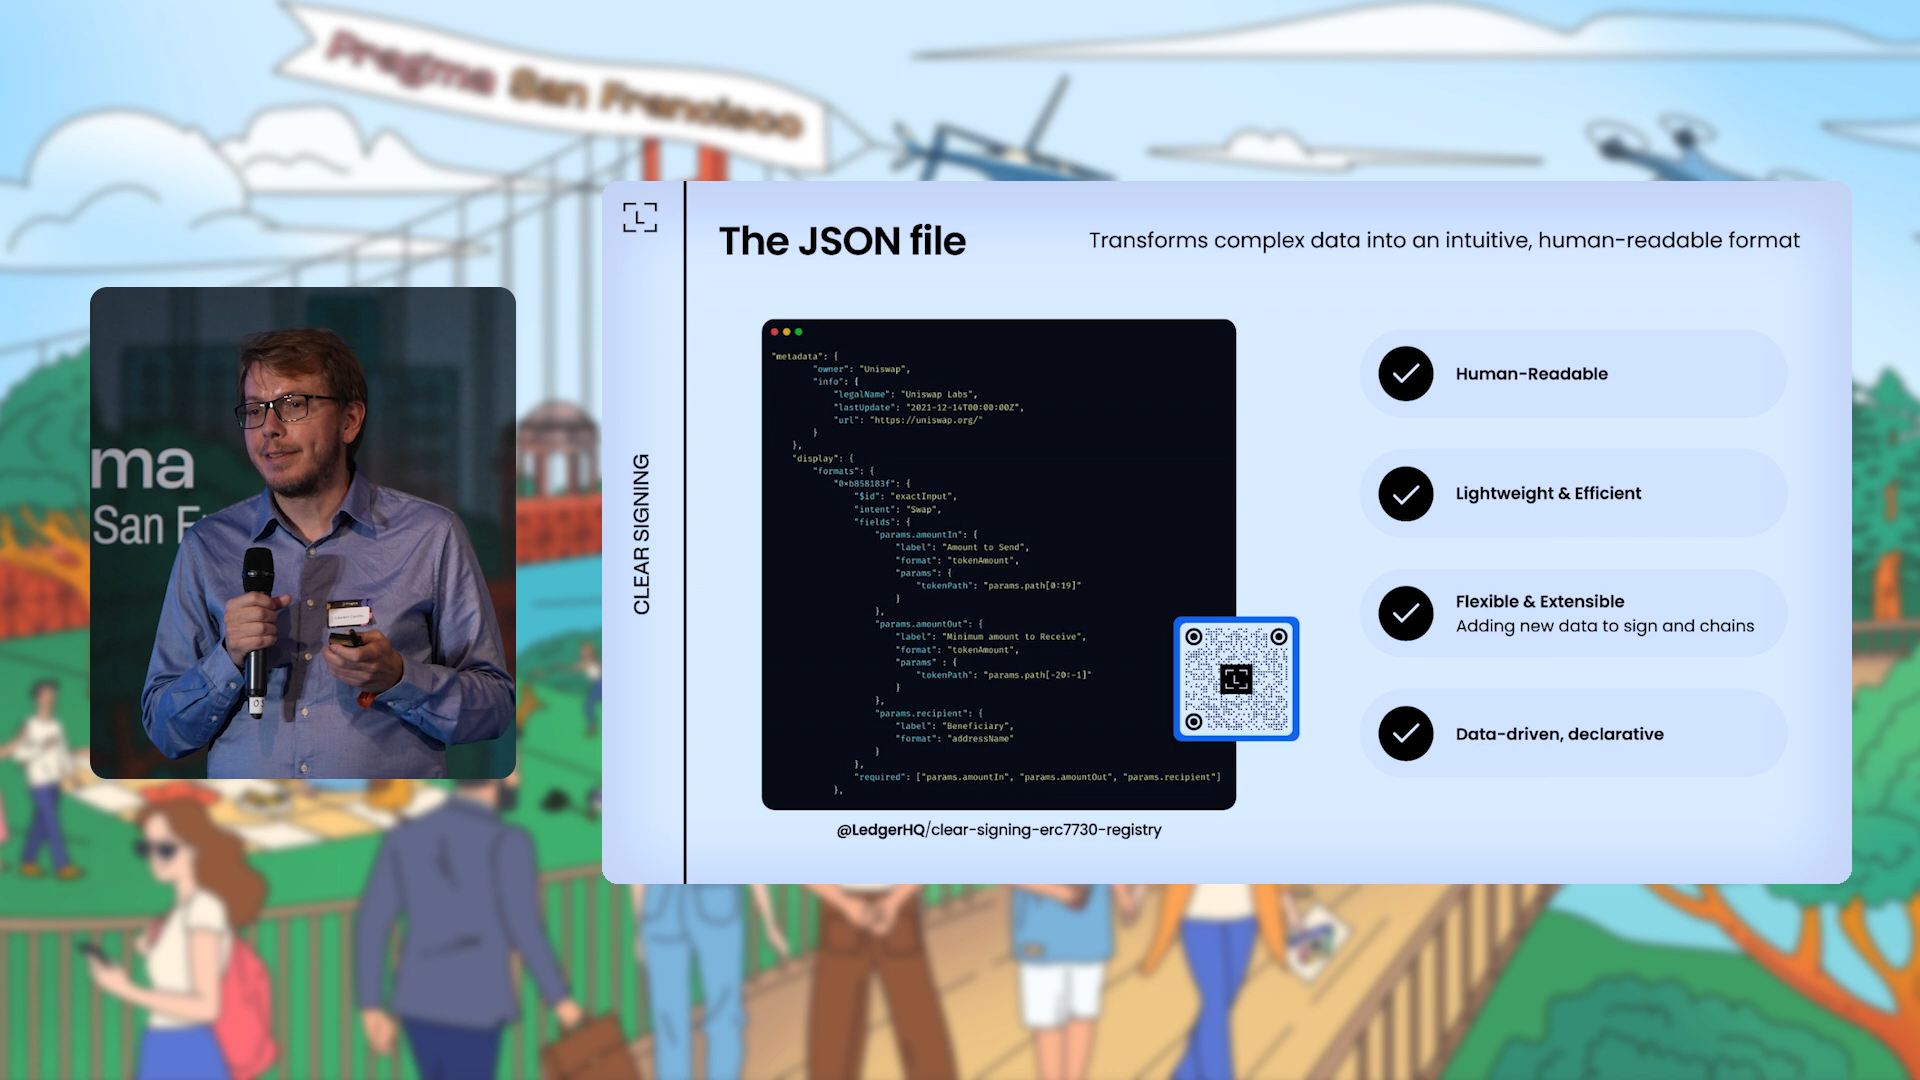 Pragma San Francisco
ma
San F
OS
L
CLEAR SIGNING
The JSON file
Transforms complex data into an intuitive, human-readable format
"metadata": {
"owner": "Uniswap",
"info": {
"legalName": "Uniswap Labs",
"lastUpdate": "2021-12-14T00:00:00Z",
"url": "https://uniswap.org/"
}
},
"display": {
"formats": {
"0×b858183f": {
"$id": "exactInput",
"intent": "Swap",
"fields": {
"params.amountIn": {
"label": "Amount to Send",
"format": "tokenAmount",
"params": {
"tokenPath": "params.path[0:19]"
}
},
"params.amountOut": {
"label": "Minimum amount to Receive",
"format": "tokenAmount",
"params" : {
"tokenPath": "params.path[-20:-1]"
}
},
"params.recipient": {
"label": "Beneficiary",
"format": "addressName"
}
},
"required": ["params.amountIn", "params.amountOut", "params.recipient"]
},
L
@LedgerHQ/clear-signing-erc7730-registry
Human-Readable
Lightweight & Efficient
Flexible & Extensible
Adding new data to sign and chains
Data-driven, declarative